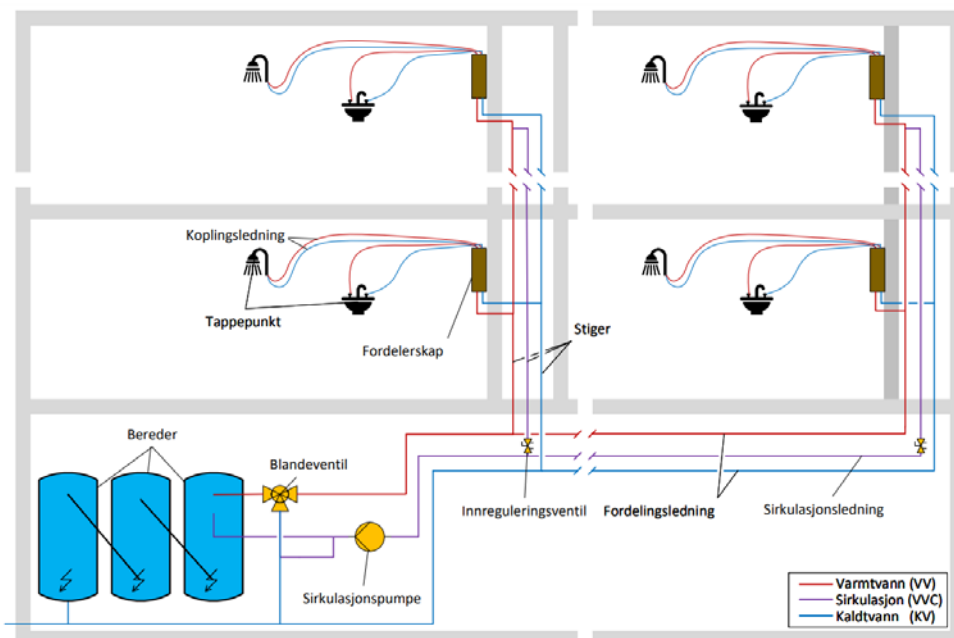 Koplingsledning
Tappepunkt
Fordelerskap
Stiger
Bereder
Blandeventil
Innreguleringsventil
Fordelingsledning
Sirkulasjonsledning
Sirkulasjonspumpe
Varmtvann (VV)
Sirkulasjon (VVC)
Kaldtvann (KV)